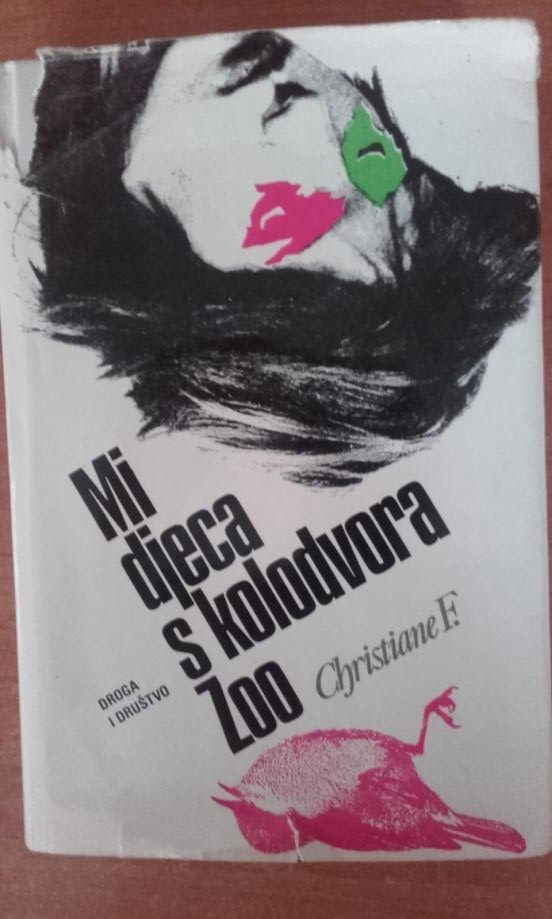 Mi
djeca
s kolodvora
Zoo
Christiane F.
DROGA
I DRUŠTVO